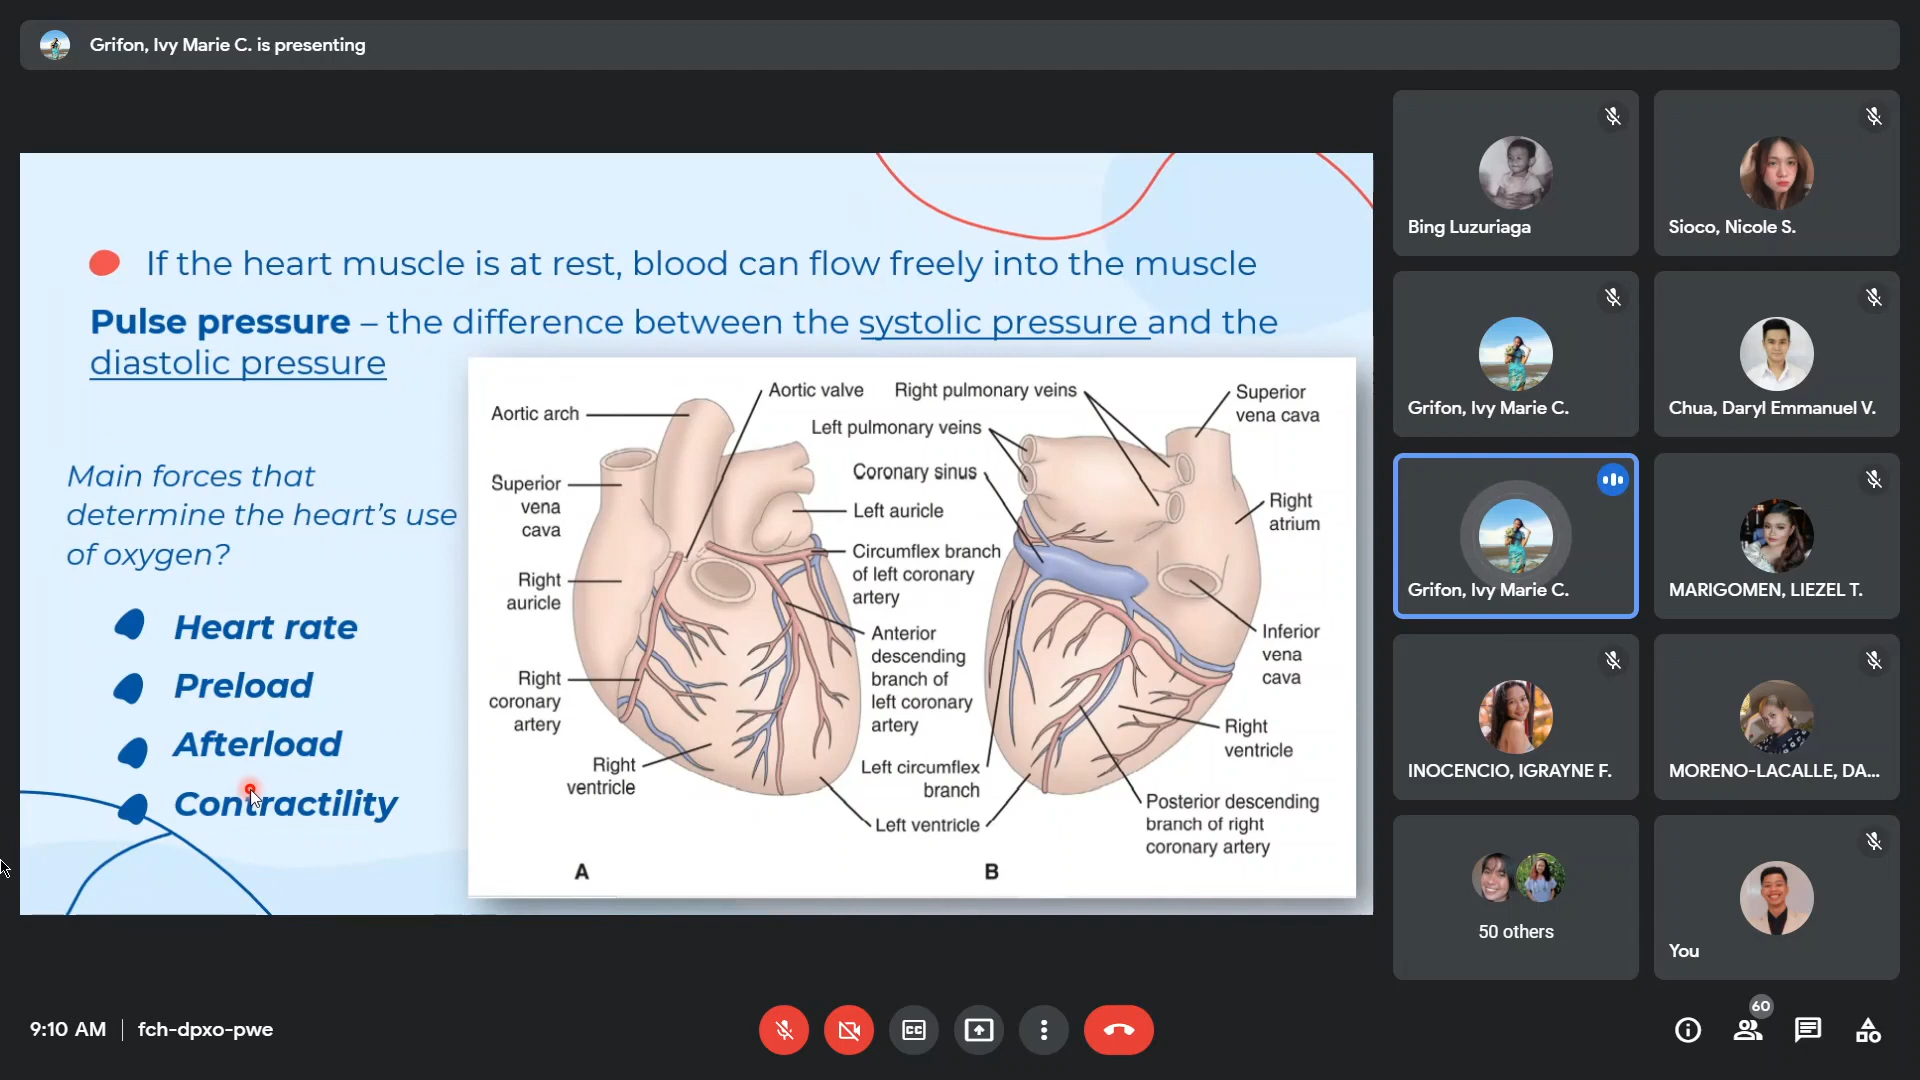 Grifon, Ivy Marie C. is presenting
If the heart muscle is at rest, blood can flow freely into the muscle
Pulse pressure – the difference between the systolic pressure and the
diastolic pressure
Main forces that
determine the heart's use
of oxygen?
Heart rate
Preload
Afterload
Contractility
Aortic arch
Aortic valve
Superior
vena
cava
Left auricle
Right
auricle
Circumflex branch
of left coronary
artery
Anterior
descending
branch of
left coronary
artery
Right
coronary
artery
Right
ventricle
Left ventricle
A
Right pulmonary veins
Superior
vena cava
Left pulmonary veins
Coronary sinus
Right
atrium
Inferior
vena
cava
Right
ventricle
Left circumflex
branch
Posterior descending
branch of right
coronary artery
B
Bing Luzuriaga
Sioco, Nicole S.
Grifon, Ivy Marie C.
Chua, Daryl Emmanuel V.
Grifon, Ivy Marie C.
MARIGOMEN, LIEZEL T.
INOCENCIO, IGRAYNE F.
MORENO-LACALLE, DA...
50 others
You
9:10 AM | fch-dpxo-pwe
CC
60